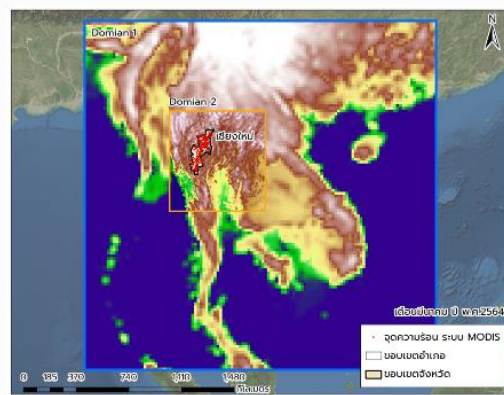 Domian 1
N
Domian 2
เชียงใหม่
เดือนมีนาคม ปี พ.ศ.2564
จุดความร้อน ระบบ MODIS
ขอบเขตอำเภอ
ขอบเขตจังหวัด
0 185 370 740 1,110 1,480
กิโลเมตร